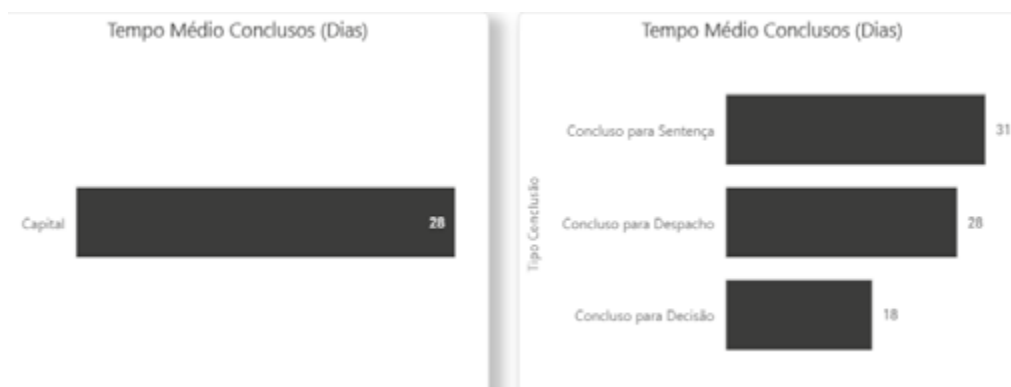 Tempo Médio Conclusos (Dias)
Capital
28
Tempo Médio Conclusos (Dias)
Tipo Conclusão
Concluso para Sentença
31
Concluso para Despacho
28
Concluso para Decisão
18